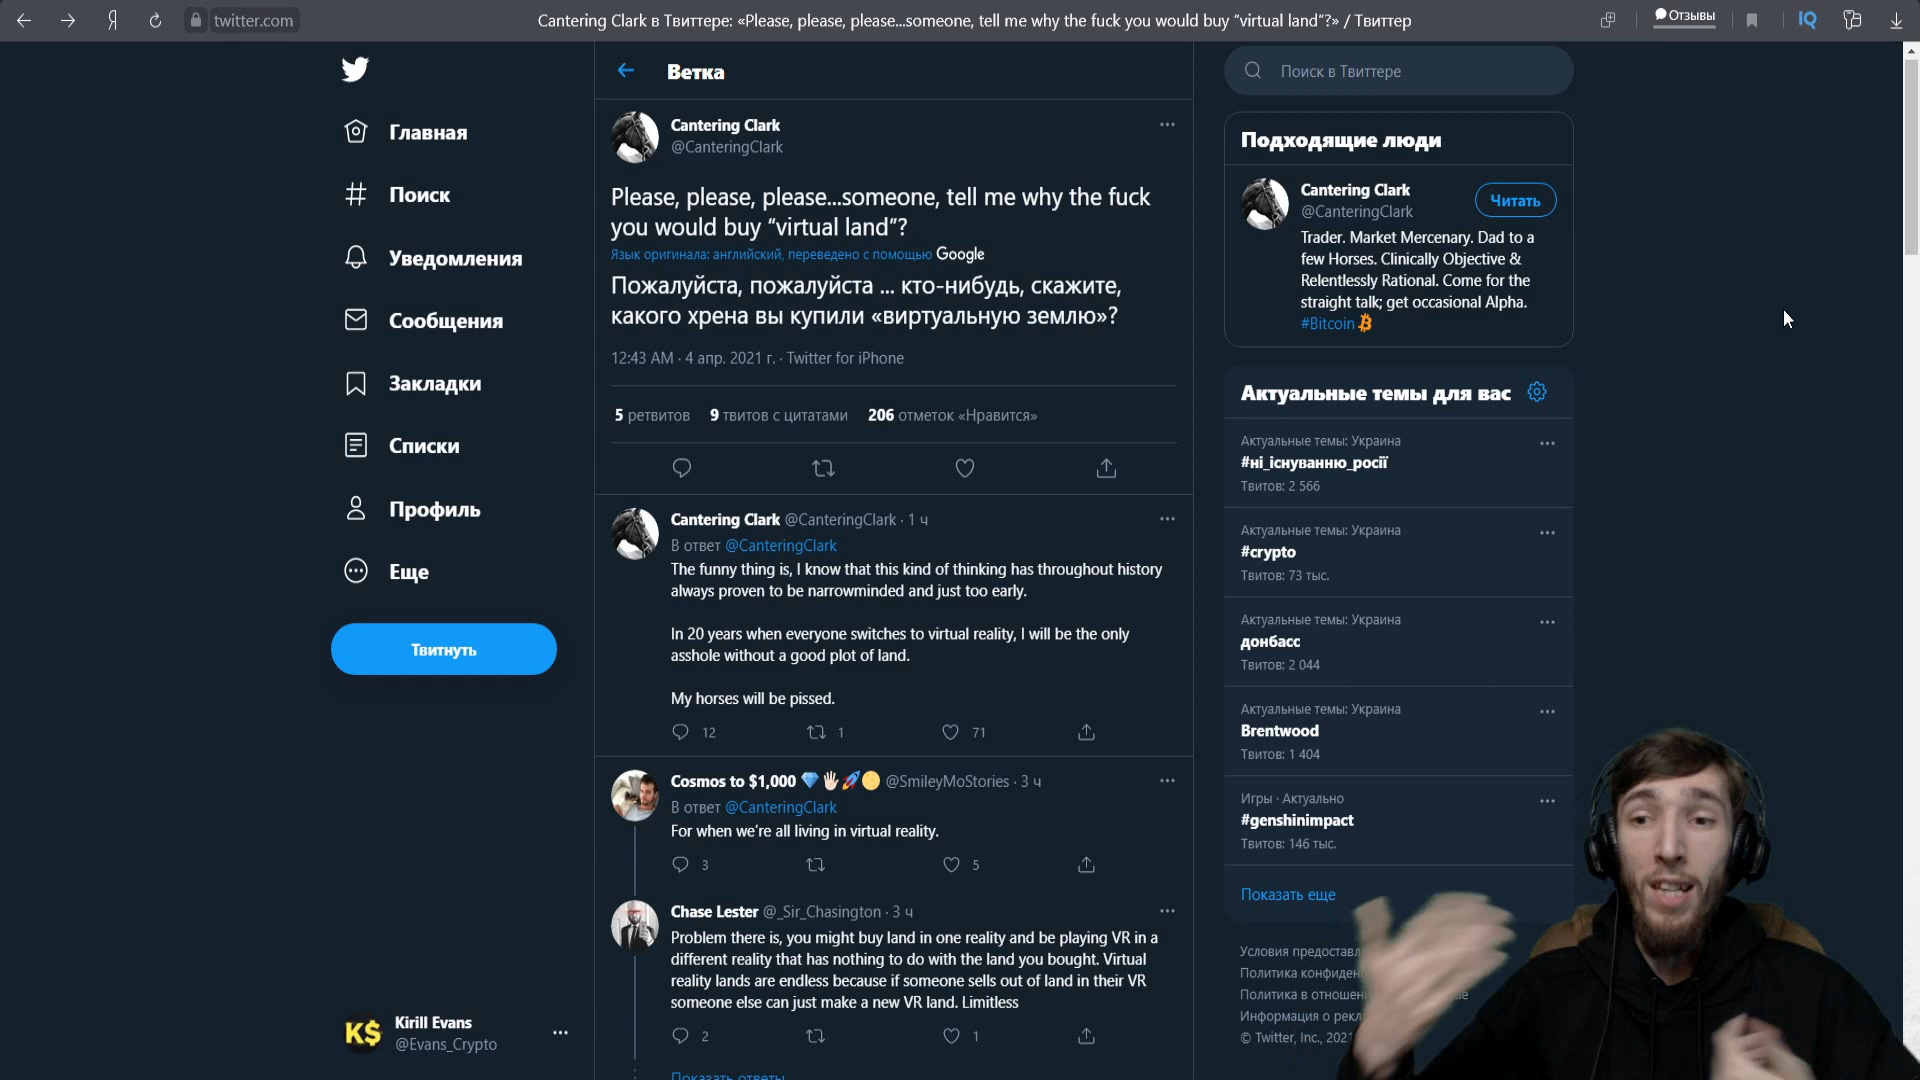 twitter.com
Cantering Clark в Твиттере: «Please, please, please...someone, tell me why the fuck you would buy “virtual land”?» / Твиттер
Отзывы
Главная
Поиск
Уведомления
Сообщения
Закладки
Списки
Профиль
Еще
Твитнуть
K$
Kirill Evans
@Evans_Crypto
Ветка
Cantering Clark
@CanteringClark
Please, please, please...someone, tell me why the fuck
you would buy “virtual land”?
Язык оригинала: английский, переведено с помощью Google
Пожалуйста, пожалуйста ... кто-нибудь, скажите,
какого хрена вы купили «виртуальную землю»?
12:43 AM · 4 апр. 2021 г. · Twitter for iPhone
5 ретвитов 9 твитов с цитатами 206 отметок «Нравится»
Cantering Clark @CanteringClark · 1 ч
В ответ @CanteringClark
The funny thing is, I know that this kind of thinking has throughout history
always proven to be narrowminded and just too early.
In 20 years when everyone switches to virtual reality, I will be the only
asshole without a good plot of land.
My horses will be pissed.
12 1 71
Cosmos to $1,000 💎🖐🏻🚀🌕 @SmileyMoStories · 3 ч
В ответ @CanteringClark
For when we’re all living in virtual reality.
3 5
Chase Lester @_Sir_Chasington · 3 ч
Problem there is, you might buy land in one reality and be playing VR in a
different reality that has nothing to do with the land you bought. Virtual
reality lands are endless because if someone sells out of land in their VR
someone else can just make a new VR land. Limitless
2 1
Показать ответы
IQ
Поиск в Твиттере
Подходящие люди
Cantering Clark
@CanteringClark
Читать
Trader. Market Mercenary. Dad to a
few Horses. Clinically Objective &
Relentlessly Rational. Come for the
straight talk; get occasional Alpha.
#Bitcoin
Актуальные темы для вас
Актуальные темы: Украина
#ні_існуванню_росії
Твитов: 2 566
Актуальные темы: Украина
#crypto
Твитов: 73 тыс.
Актуальные темы: Украина
донбасс
Твитов: 2 044
Актуальные темы: Украина
Brentwood
Твитов: 1 404
Игры · Актуально
#genshinimpact
Твитов: 146 тыс.
Показать еще
Условия
Политика
Политика в
Информация о
© Twitter, Inc., 2021